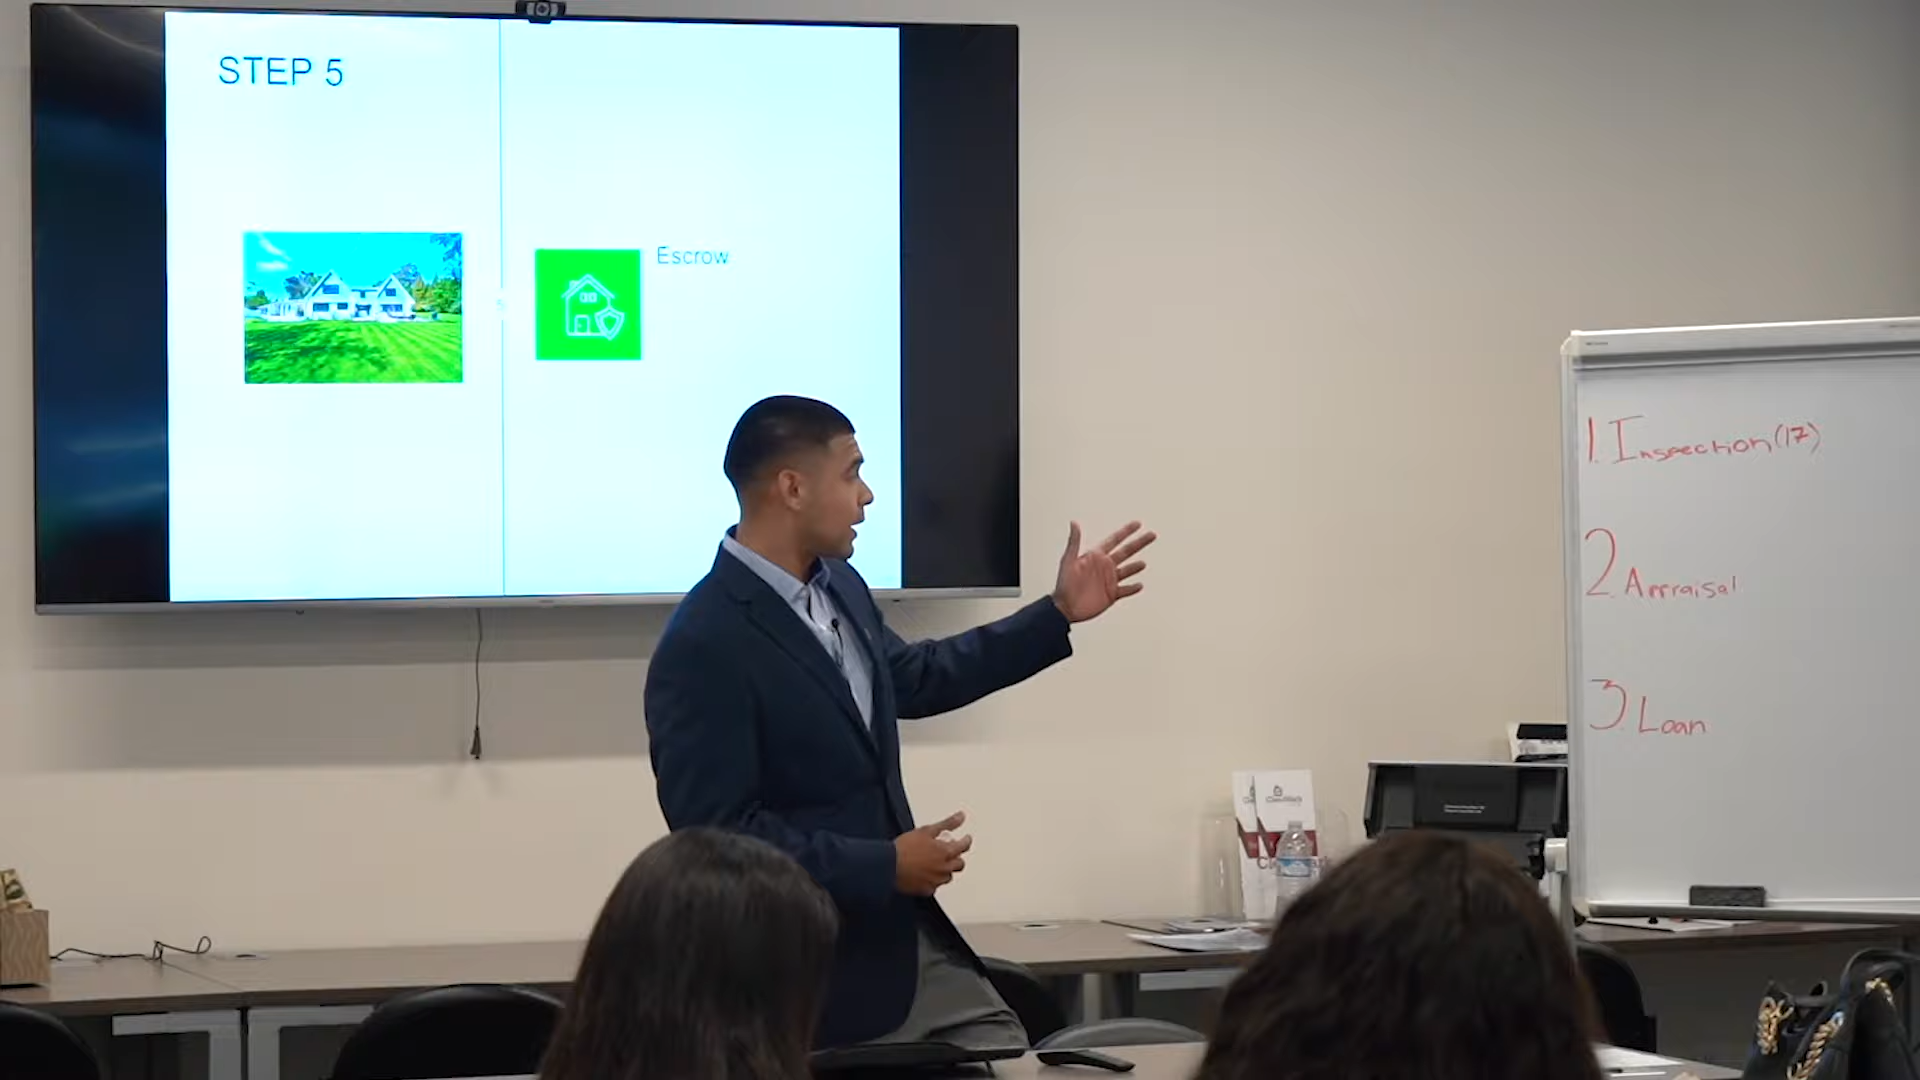 STEP 5
Escrow
1. Inspection (17)
2. Appraisal
3. Loan